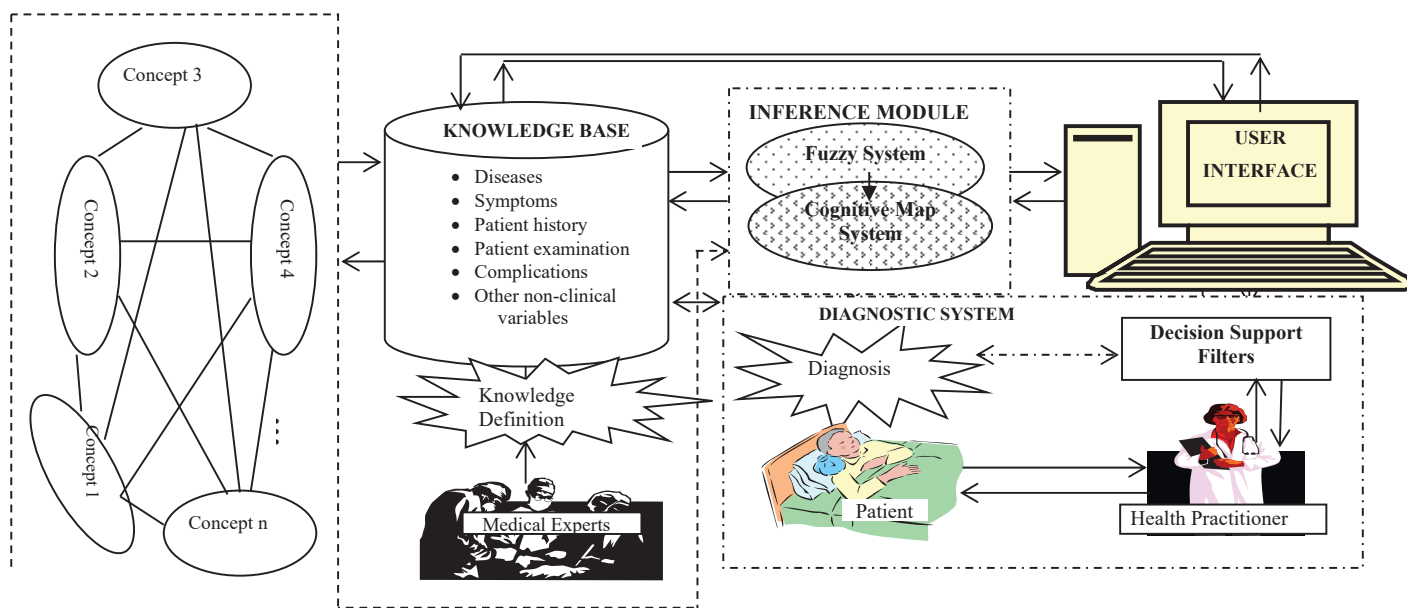 Concept 3
Concept 2
Concept 4
Concept 1
Concept n
KNOWLEDGE BASE
• Diseases
• Symptoms
• Patient history
• Patient examination
• Complications
• Other non-clinical
variables
Knowledge
Definition
Medical Experts
INFERENCE MODULE
Fuzzy System
Cognitive Map
System
USER
INTERFACE
DIAGNOSTIC SYSTEM
Diagnosis
Decision Support
Filters
Patient
Health Practitioner